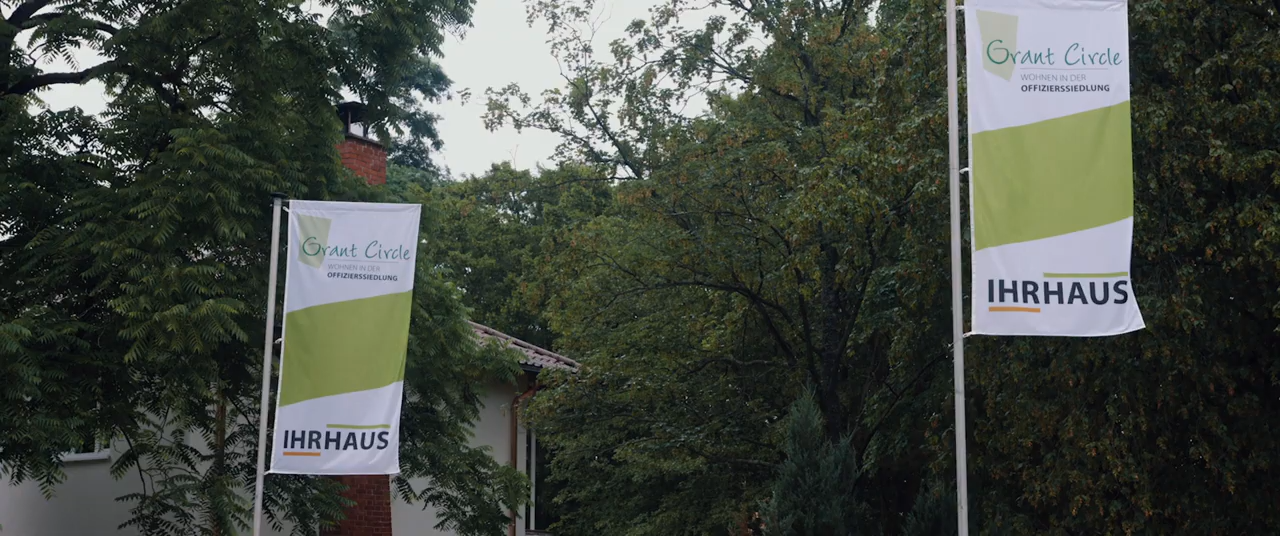 Grant Circle
WOHNEN IN DER
OFFIZIERSSIEDLUNG
IHRHAUS
Grant Circle
WOHNEN IN DER
OFFIZIERSSIEDLUNG
IHRHAUS